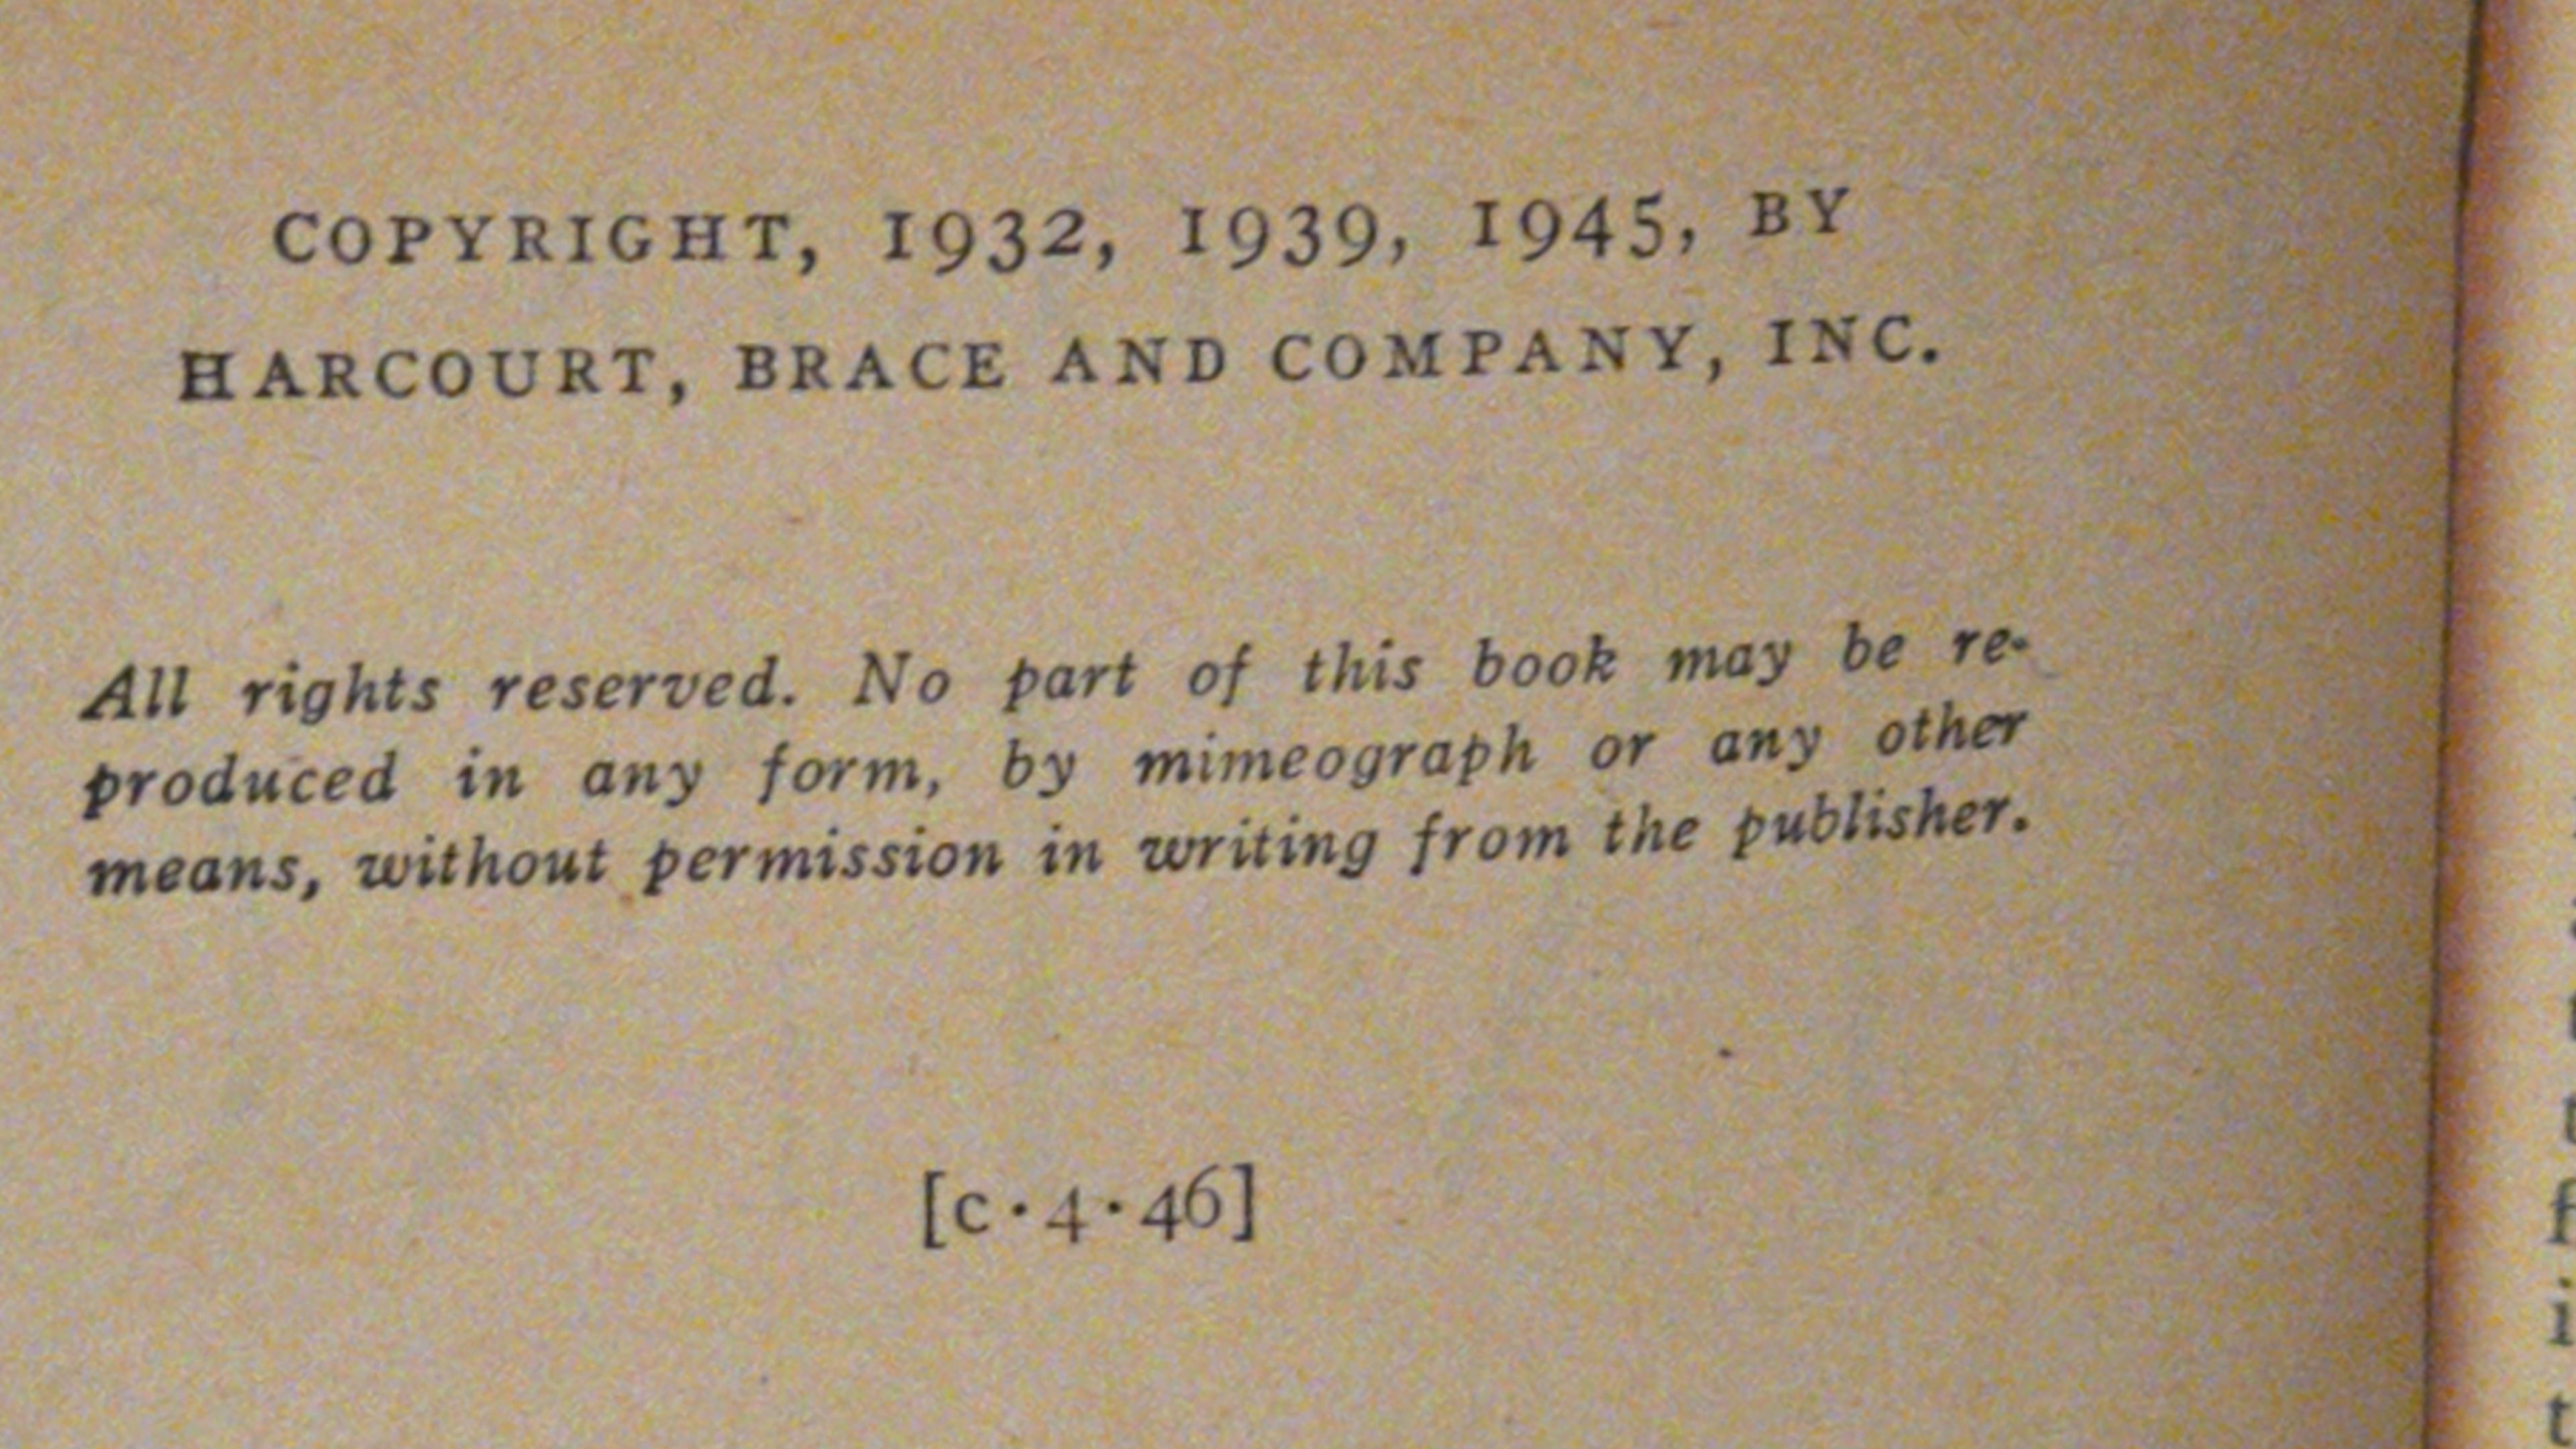 COPYRIGHT, 1932, 1939, 1945, BY
HARCOURT, BRACE AND COMPANY, INC.
All rights reserved. No part of this book may be re-
produced in any form, by mimeograph or any other
means, without permission in writing from the publisher.
[c·4·46]